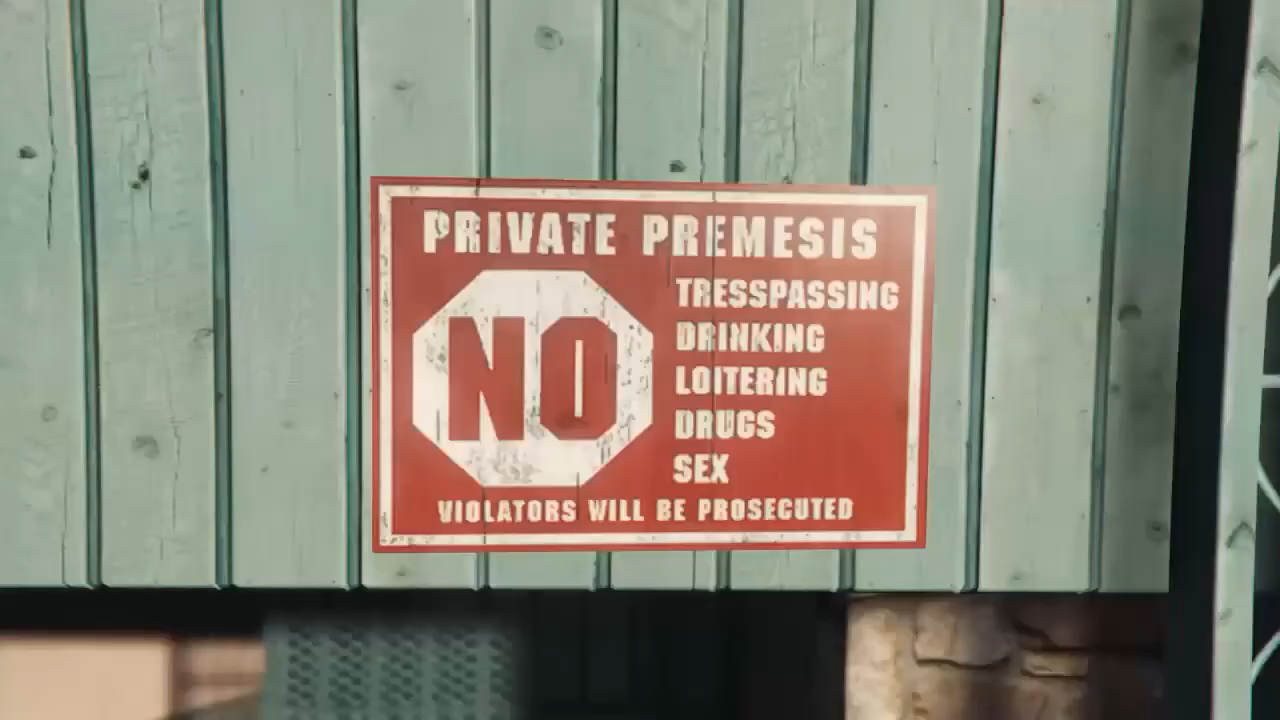 PRIVATE PREMESIS
NO
TRESSPASSING
DRINKING
LOITERING
DRUGS
SEX
VIOLATORS WILL BE PROSECUTED